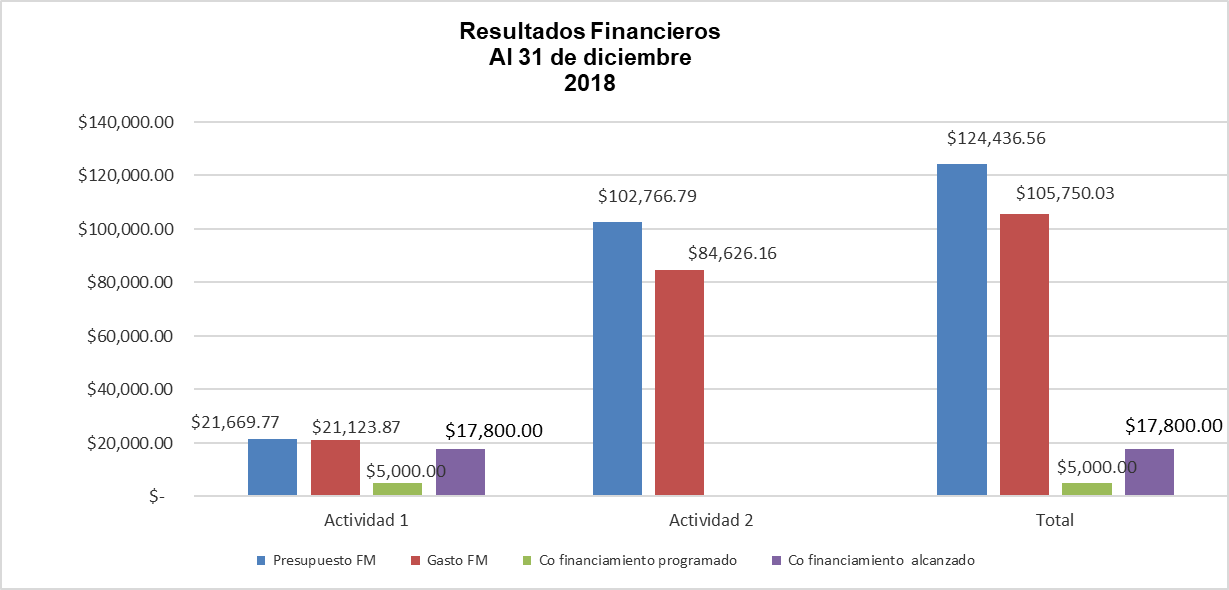 Resultados Financieros
Al 31 de diciembre
2018
$140,000.00
$120,000.00
$100,000.00
$80,000.00
$60,000.00
$40,000.00
$20,000.00
$-
$21,669.77
$21,123.87
$5,000.00
$17,800.00
$102,766.79
$84,626.16
$124,436.56
$105,750.03
$5,000.00
$17,800.00
Actividad 1
Actividad 2
Total
Presupuesto FM
Gasto FM
Co financiamiento programado
Co financiamiento alcanzado